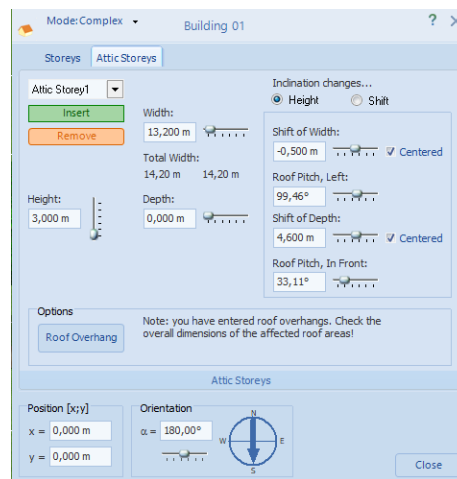 Mode:Complex
Building 01
? X
Storeys
Attic Storeys
Attic Storey1
Insert
Remove
Height:
3,000 m
Width:
13,200 m
Total Width:
14,20 m 14,20 m
Depth:
0,000 m
Inclination changes...
Height Shift
Shift of Width:
-0,500 m Centered
Roof Pitch, Left:
99,46°
Shift of Depth:
4,600 m Centered
Roof Pitch, In Front:
33,11°
Options
Roof Overhang
Note: you have entered roof overhangs. Check the
overall dimensions of the affected roof areas!
Attic Storeys
Position [x;y]
x = 0,000 m
y = 0,000 m
Orientation
α = 180,00°
N
W
E
S
Close